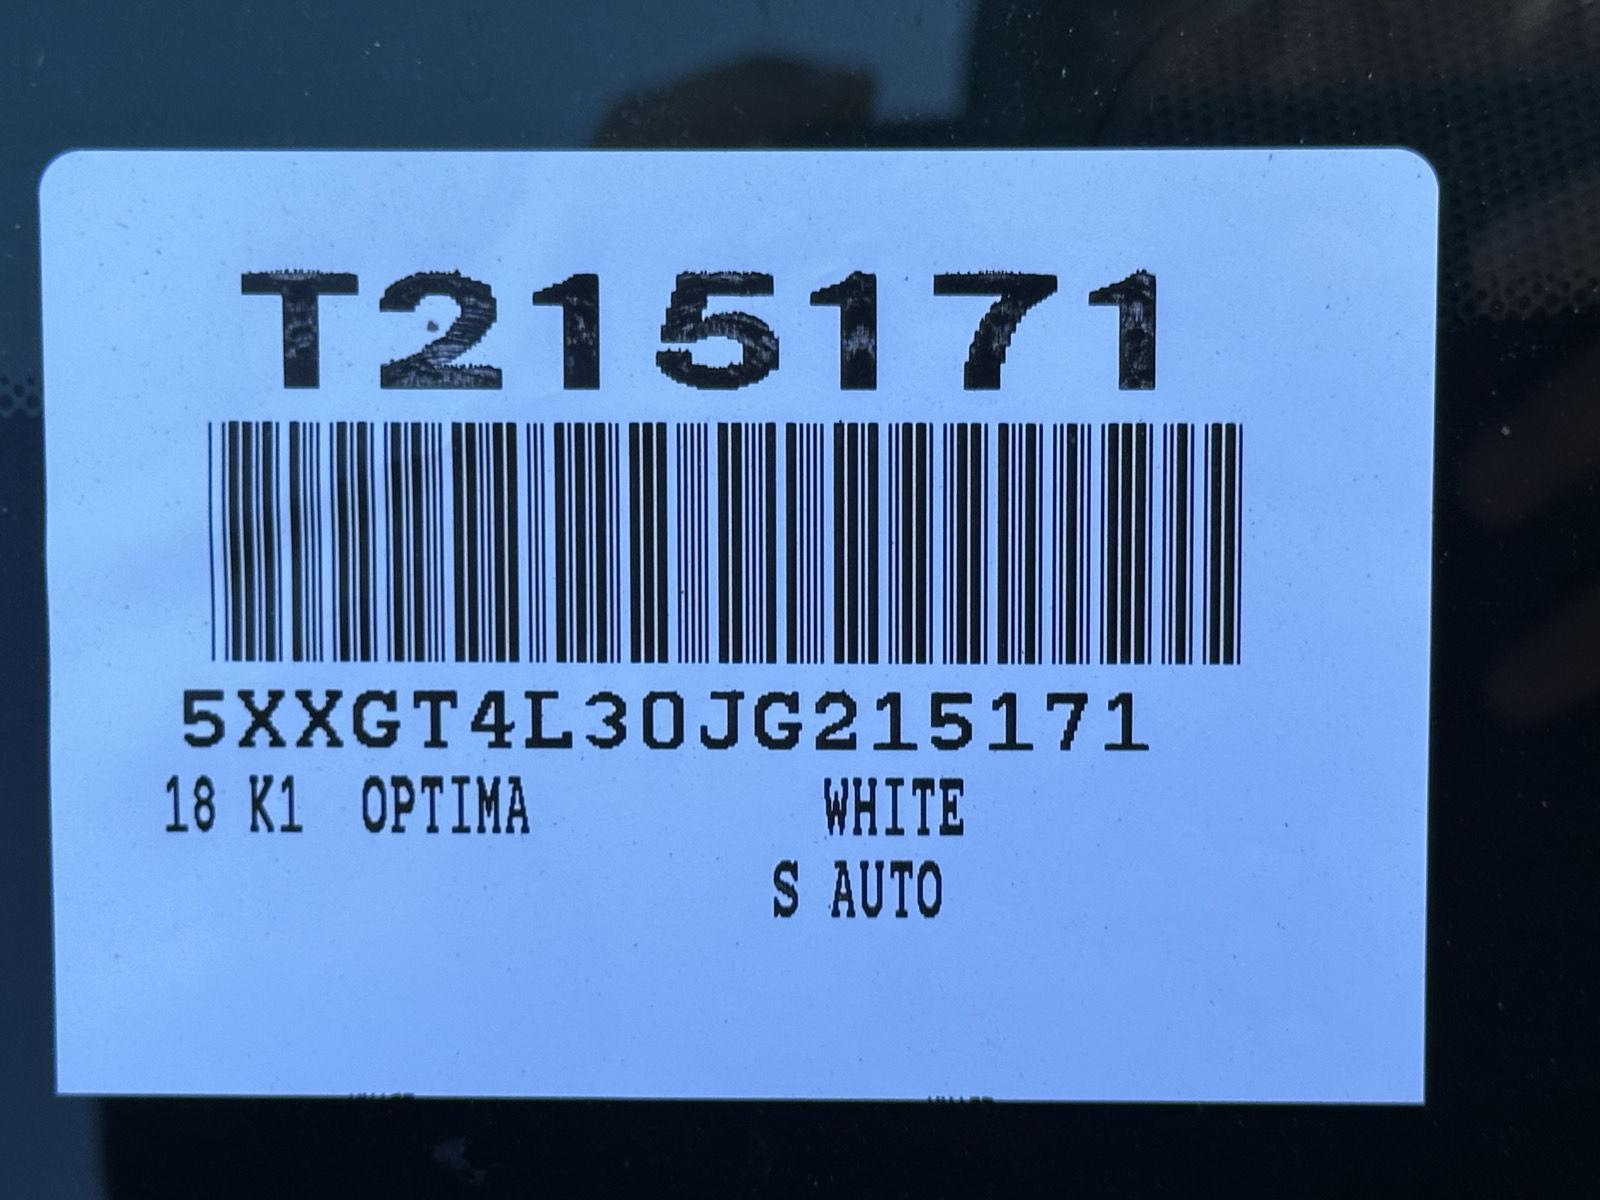 T215171
5XXGT4L30JG215171
18 K1 OPTIMA WHITE
S AUTO